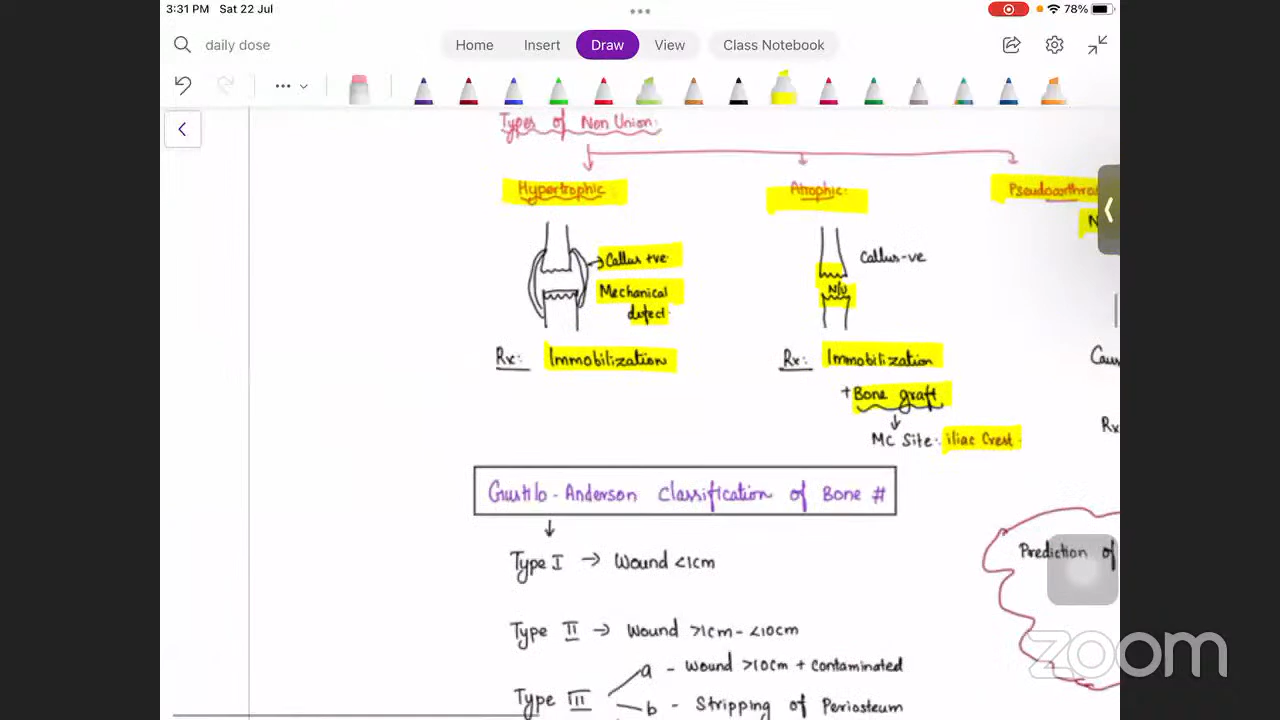 3:31 PM Sat 22 Jul
78%
daily dose
Home Insert Draw View Class Notebook
Types of Non Union:
Hypertrophic
Atrophic:
Pseudoarthros
N
Callus +ve
Mechanical
defect.
Callus-ve
N/U
Rx: Immobilization
Rx: Immobilization
+ Bone graft
MC Site: iliac Crest.
Cau
Rx
Gustilo-Anderson Classification of Bone #
Type I → Wound <1cm
Prediction of
Type II → Wound >1cm-<10cm
a - Wound >10cm + contaminated
Type III
b - Stripping of Periosteum
zoom